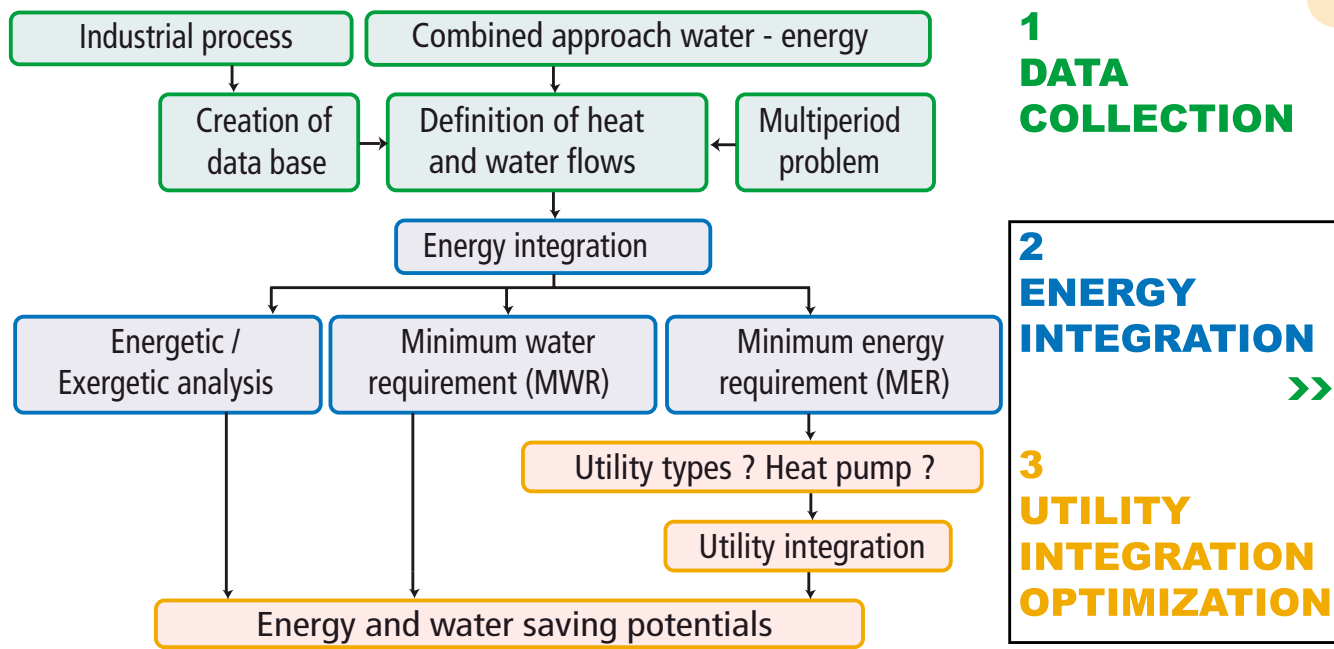 Industrial process
Combined approach water - energy
1
DATA
COLLECTION
Creation of
data base
Definition of heat
and water flows
Multiperiod
problem
Energy integration
2
ENERGY
INTEGRATION
>>
Energetic /
Exergetic analysis
Minimum water
requirement (MWR)
Minimum energy
requirement (MER)
Utility types ? Heat pump ?
Utility integration
3
UTILITY
INTEGRATION
OPTIMIZATION
Energy and water saving potentials